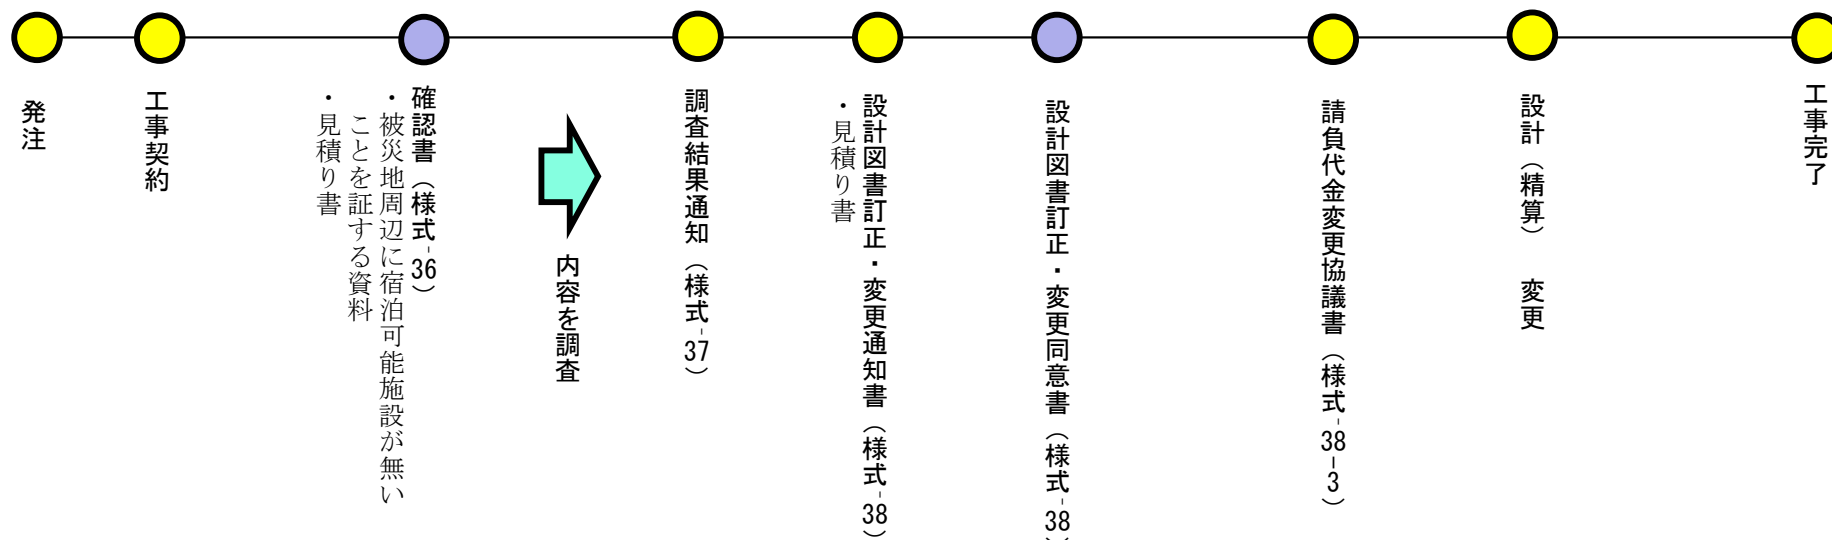 発注
工事契約
確認書（様式-36）
・被災地周辺に宿泊可能施設が無い
ことを証する資料
・見積り書
内容を調査
調査結果通知（様式-37）
設計図書訂正・変更通知書（様式-38）
・見積り書
設計図書訂正・変更同意書（様式-38）
請負代金変更協議書（様式-38-3）
設計（精算） 変更
工事完了